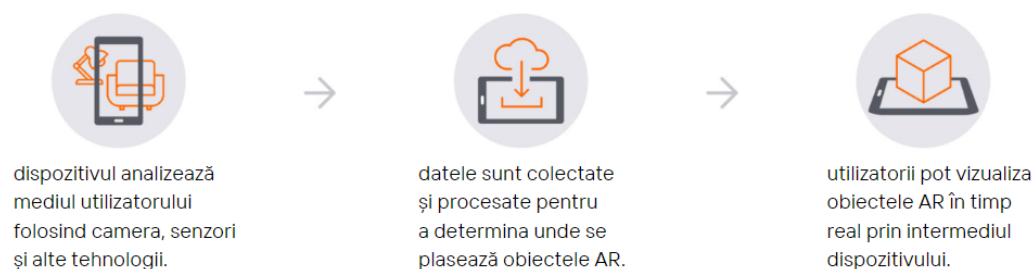 dispozitivul analizează
mediul utilizatorului
folosind camera, senzori
și alte tehnologii.
datele sunt colectate
și procesate pentru
a determina unde se
plasează obiectele AR.
utilizatorii pot vizualiza
obiectele AR în timp
real prin intermediul
dispozitivului.